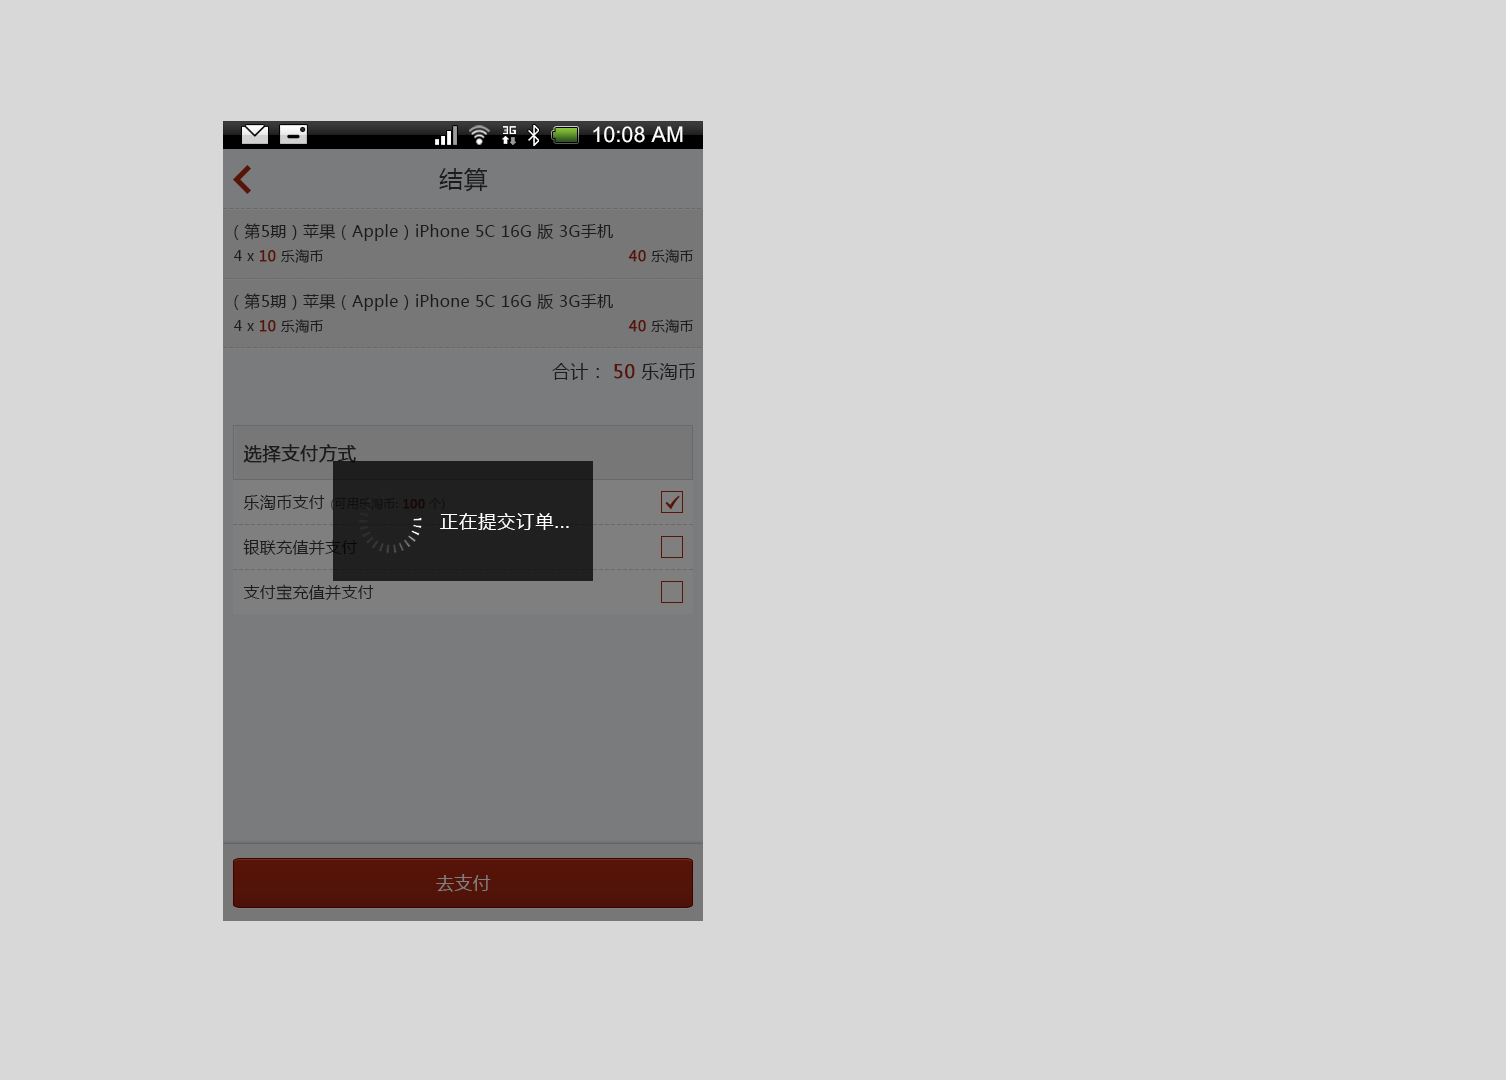 3G 10:08 AM
结算
( 第5期 ) 苹果 ( Apple ) iPhone 5C 16G 版 3G手机
4 x 10 乐淘币 40 乐淘币
( 第5期 ) 苹果 ( Apple ) iPhone 5C 16G 版 3G手机
4 x 10 乐淘币 40 乐淘币
合计： 50 乐淘币
选择支付方式
乐淘币支付 (可用乐淘币: 100 个)
正在提交订单...
银联充值并支付
支付宝充值并支付
去支付